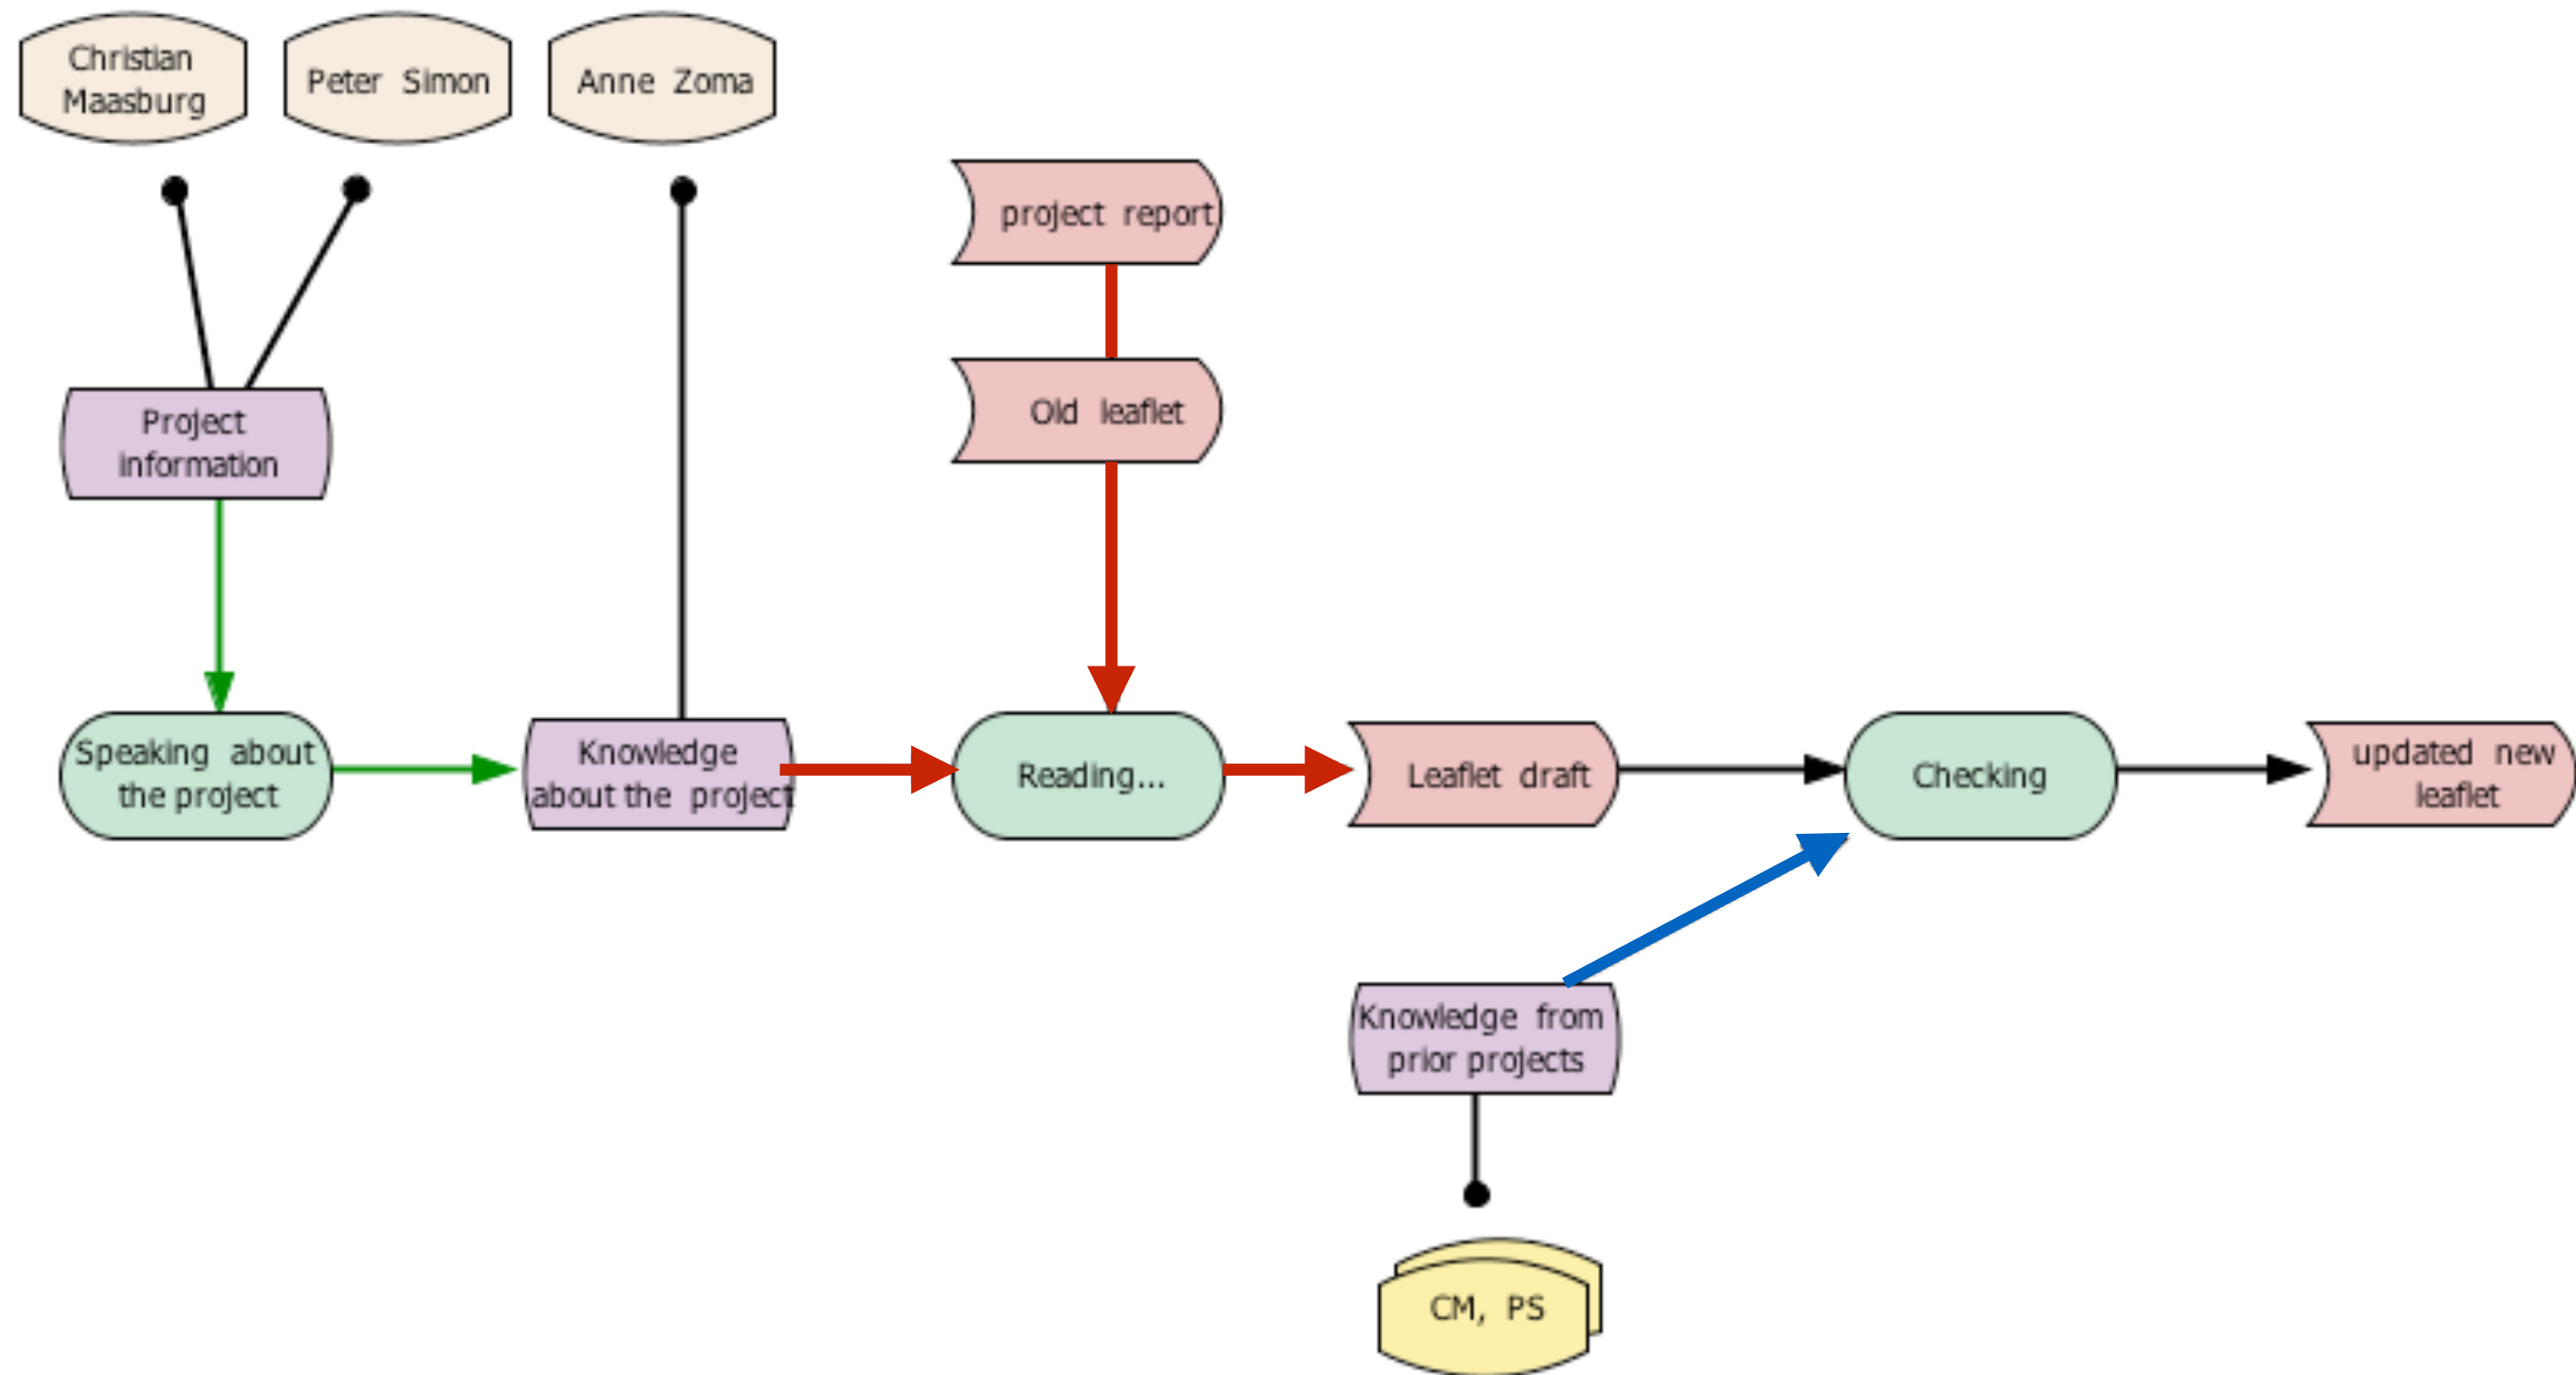 Christian
Maasburg
Peter Simon
Anne Zoma
project report
Old leaflet
Project
information
Speaking about
the project
Knowledge
about the project
Reading...
Leaflet draft
Checking
updated new
leaflet
Knowledge from
prior projects
CM, PS